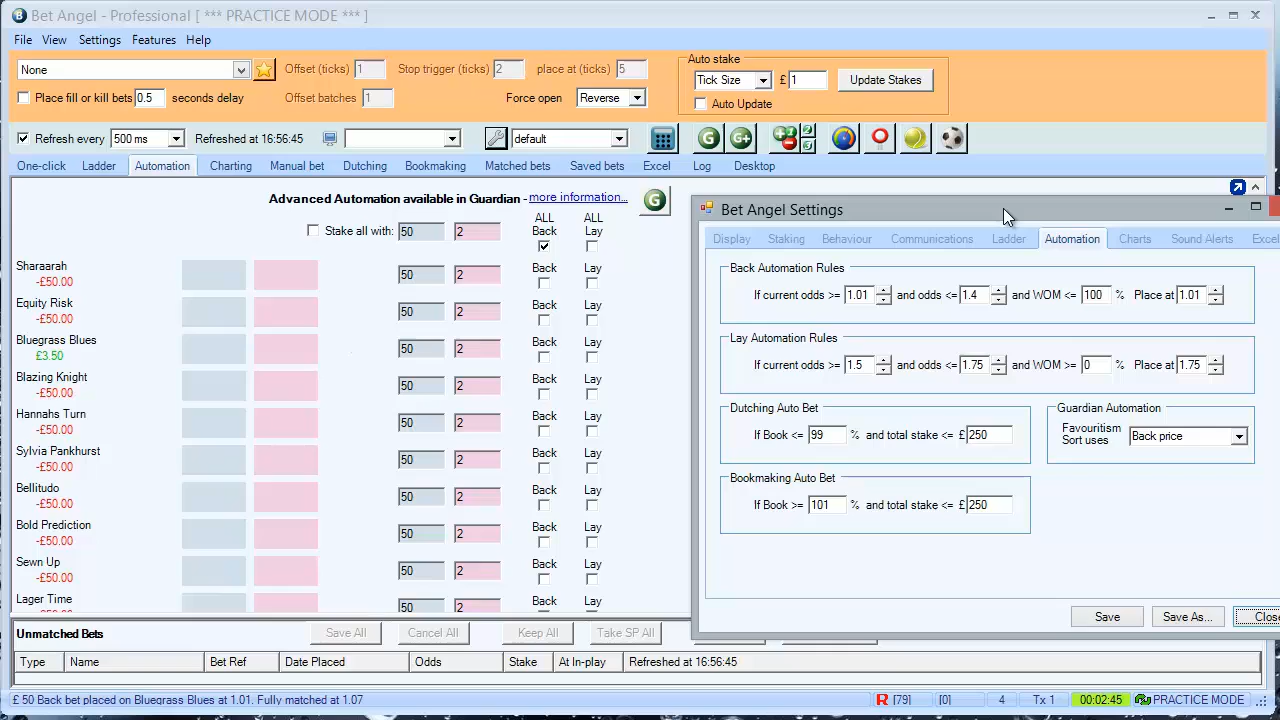 Bet Angel - Professional [ *** PRACTICE MODE *** ]
File View Settings Features Help
None Offset (ticks) 1 Stop trigger (ticks) 2 place at (ticks) 5
Auto stake
Tick Size £ 1 Update Stakes
Place fill or kill bets 0.5 seconds delay Offset batches 1 Force open Reverse
Auto Update
Refresh every 500 ms Refreshed at 16:56:45 default G G+
One-click Ladder Automation Charting Manual bet Dutching Bookmaking Matched bets Saved bets Excel Log Desktop
Advanced Automation available in Guardian - more information... G
ALL ALL
Back Lay
Stake all with: 50 2
Sharaarah 50 2 Back Lay
-£50.00
Equity Risk 50 2 Back Lay
-£50.00
Bluegrass Blues 50 2 Back Lay
£3.50
Blazing Knight 50 2 Back Lay
-£50.00
Hannahs Turn 50 2 Back Lay
-£50.00
Sylvia Pankhurst 50 2 Back Lay
-£50.00
Bellitudo 50 2 Back Lay
-£50.00
Bold Prediction 50 2 Back Lay
-£50.00
Sewn Up 50 2 Back Lay
-£50.00
Lager Time 50 2 Back Lay
Bet Angel Settings
Display Staking Behaviour Communications Ladder Automation Charts Sound Alerts Excel
Back Automation Rules
If current odds >= 1.01 and odds <= 1.4 and WOM <= 100 % Place at 1.01
Lay Automation Rules
If current odds >= 1.5 and odds <= 1.75 and WOM >= 0 % Place at 1.75
Dutching Auto Bet
If Book <= 99 % and total stake <= £ 250
Guardian Automation
Favouritism
Sort uses Back price
Bookmaking Auto Bet
If Book >= 101 % and total stake <= £ 250
Save Save As... Clos
Unmatched Bets Save All Cancel All Keep All Take SP All
Type Name Bet Ref Date Placed Odds Stake At In-play Refreshed at 16:56:45
£ 50 Back bet placed on Bluegrass Blues at 1.01. Fully matched at 1.07 R [79] [0] 4 Tx 1 00:02:45 PRACTICE MODE